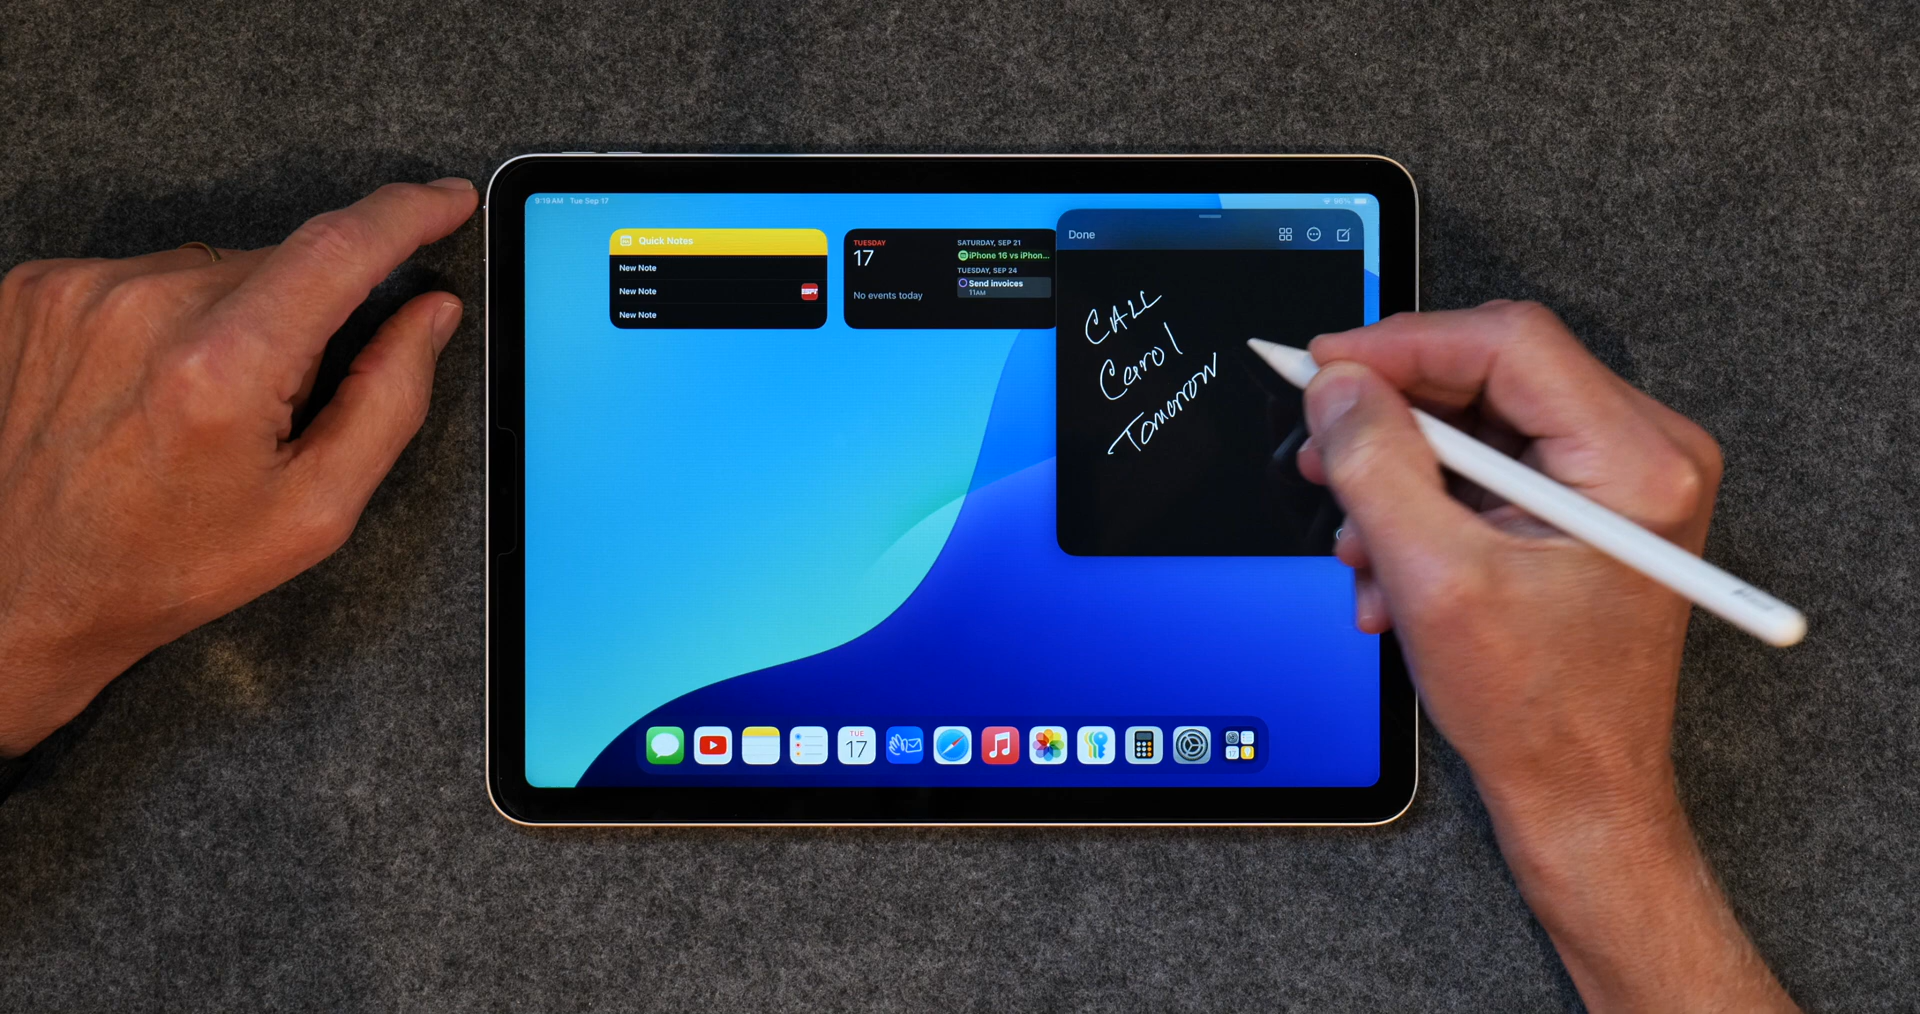 9:19 AM Tue Sep 17
96%
Quick Notes
New Note
New Note
ESPN
New Note
TUESDAY
17
No events today
SATURDAY, SEP 21
iPhone 16 vs iPhon...
TUESDAY, SEP 24
Send invoices
11AM
Done
CALL
Carol
Tomorrow
TUE
17